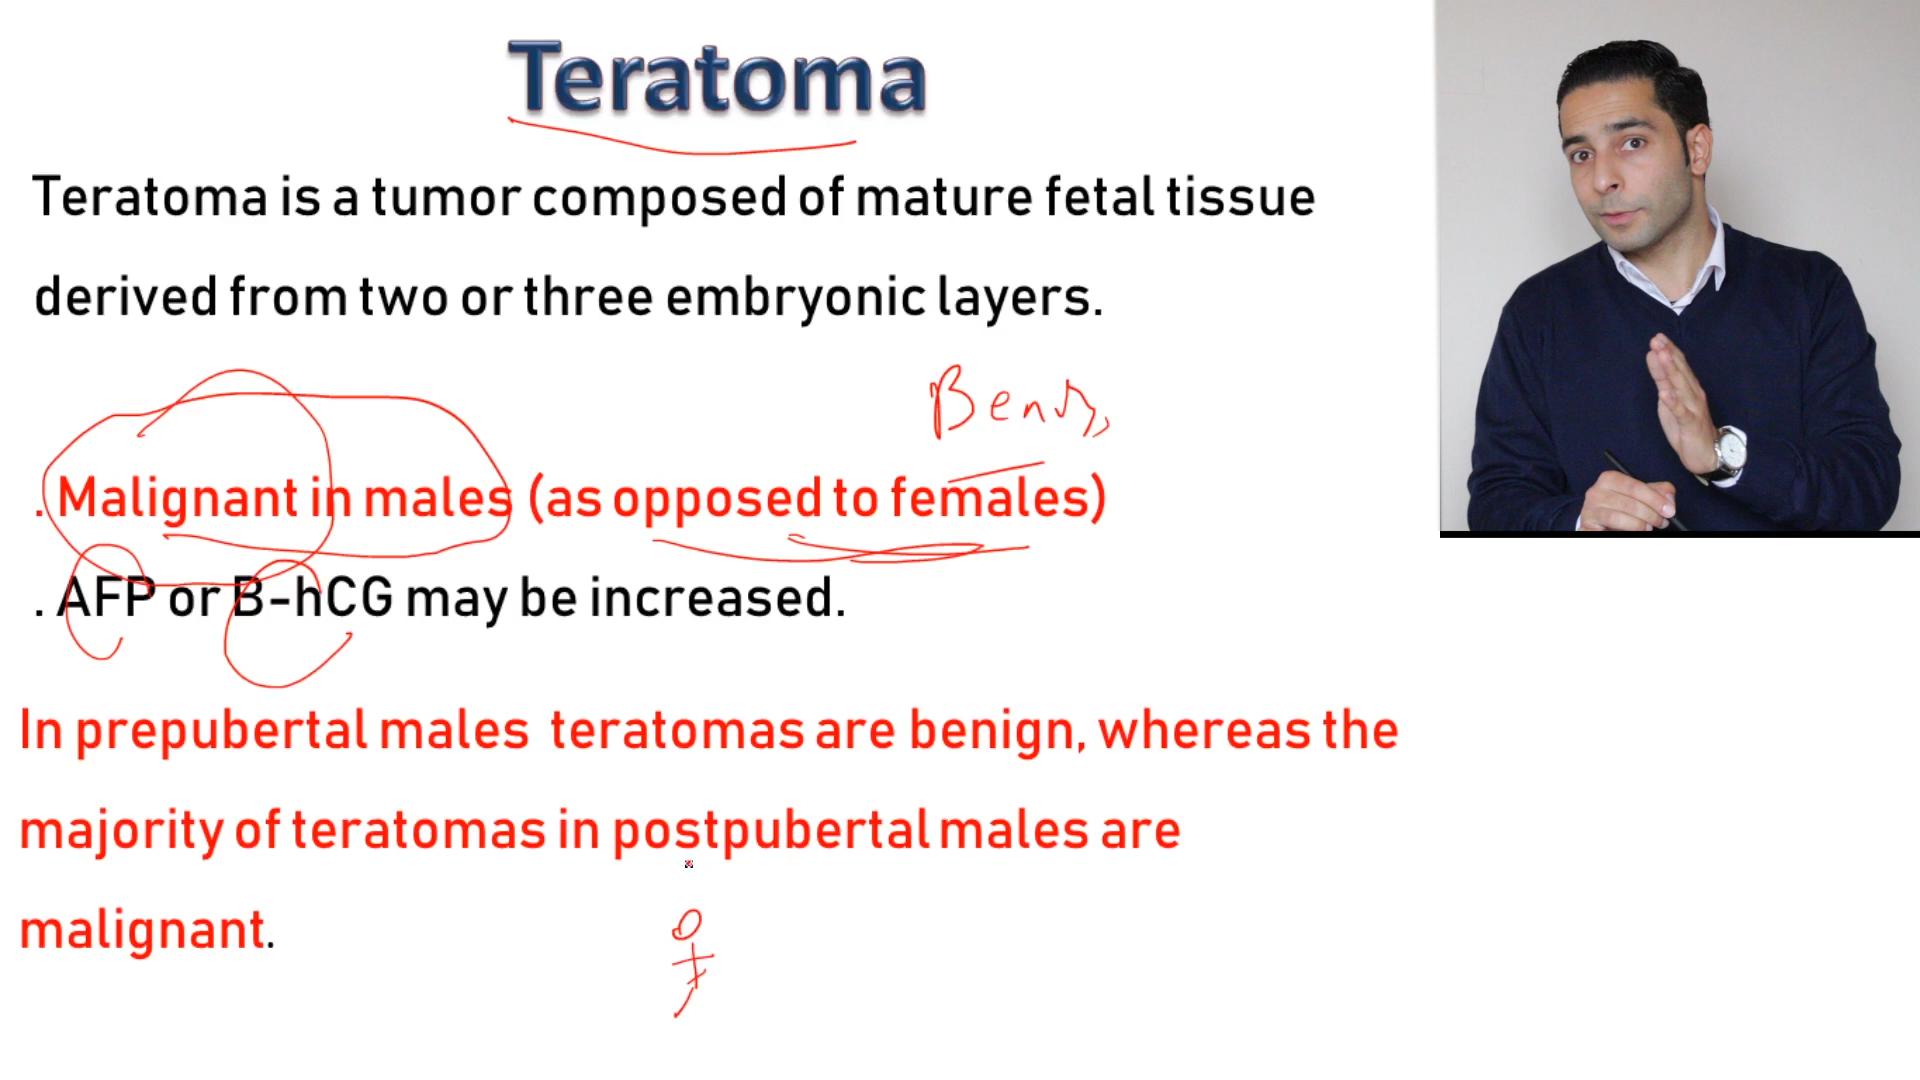 Teratoma
Teratoma is a tumor composed of mature fetal tissue
derived from two or three embryonic layers.
. Malignant in males (as opposed to females)
. AFP or B-hCG may be increased.
In prepubertal males teratomas are benign, whereas the
majority of teratomas in postpubertal males are
malignant.